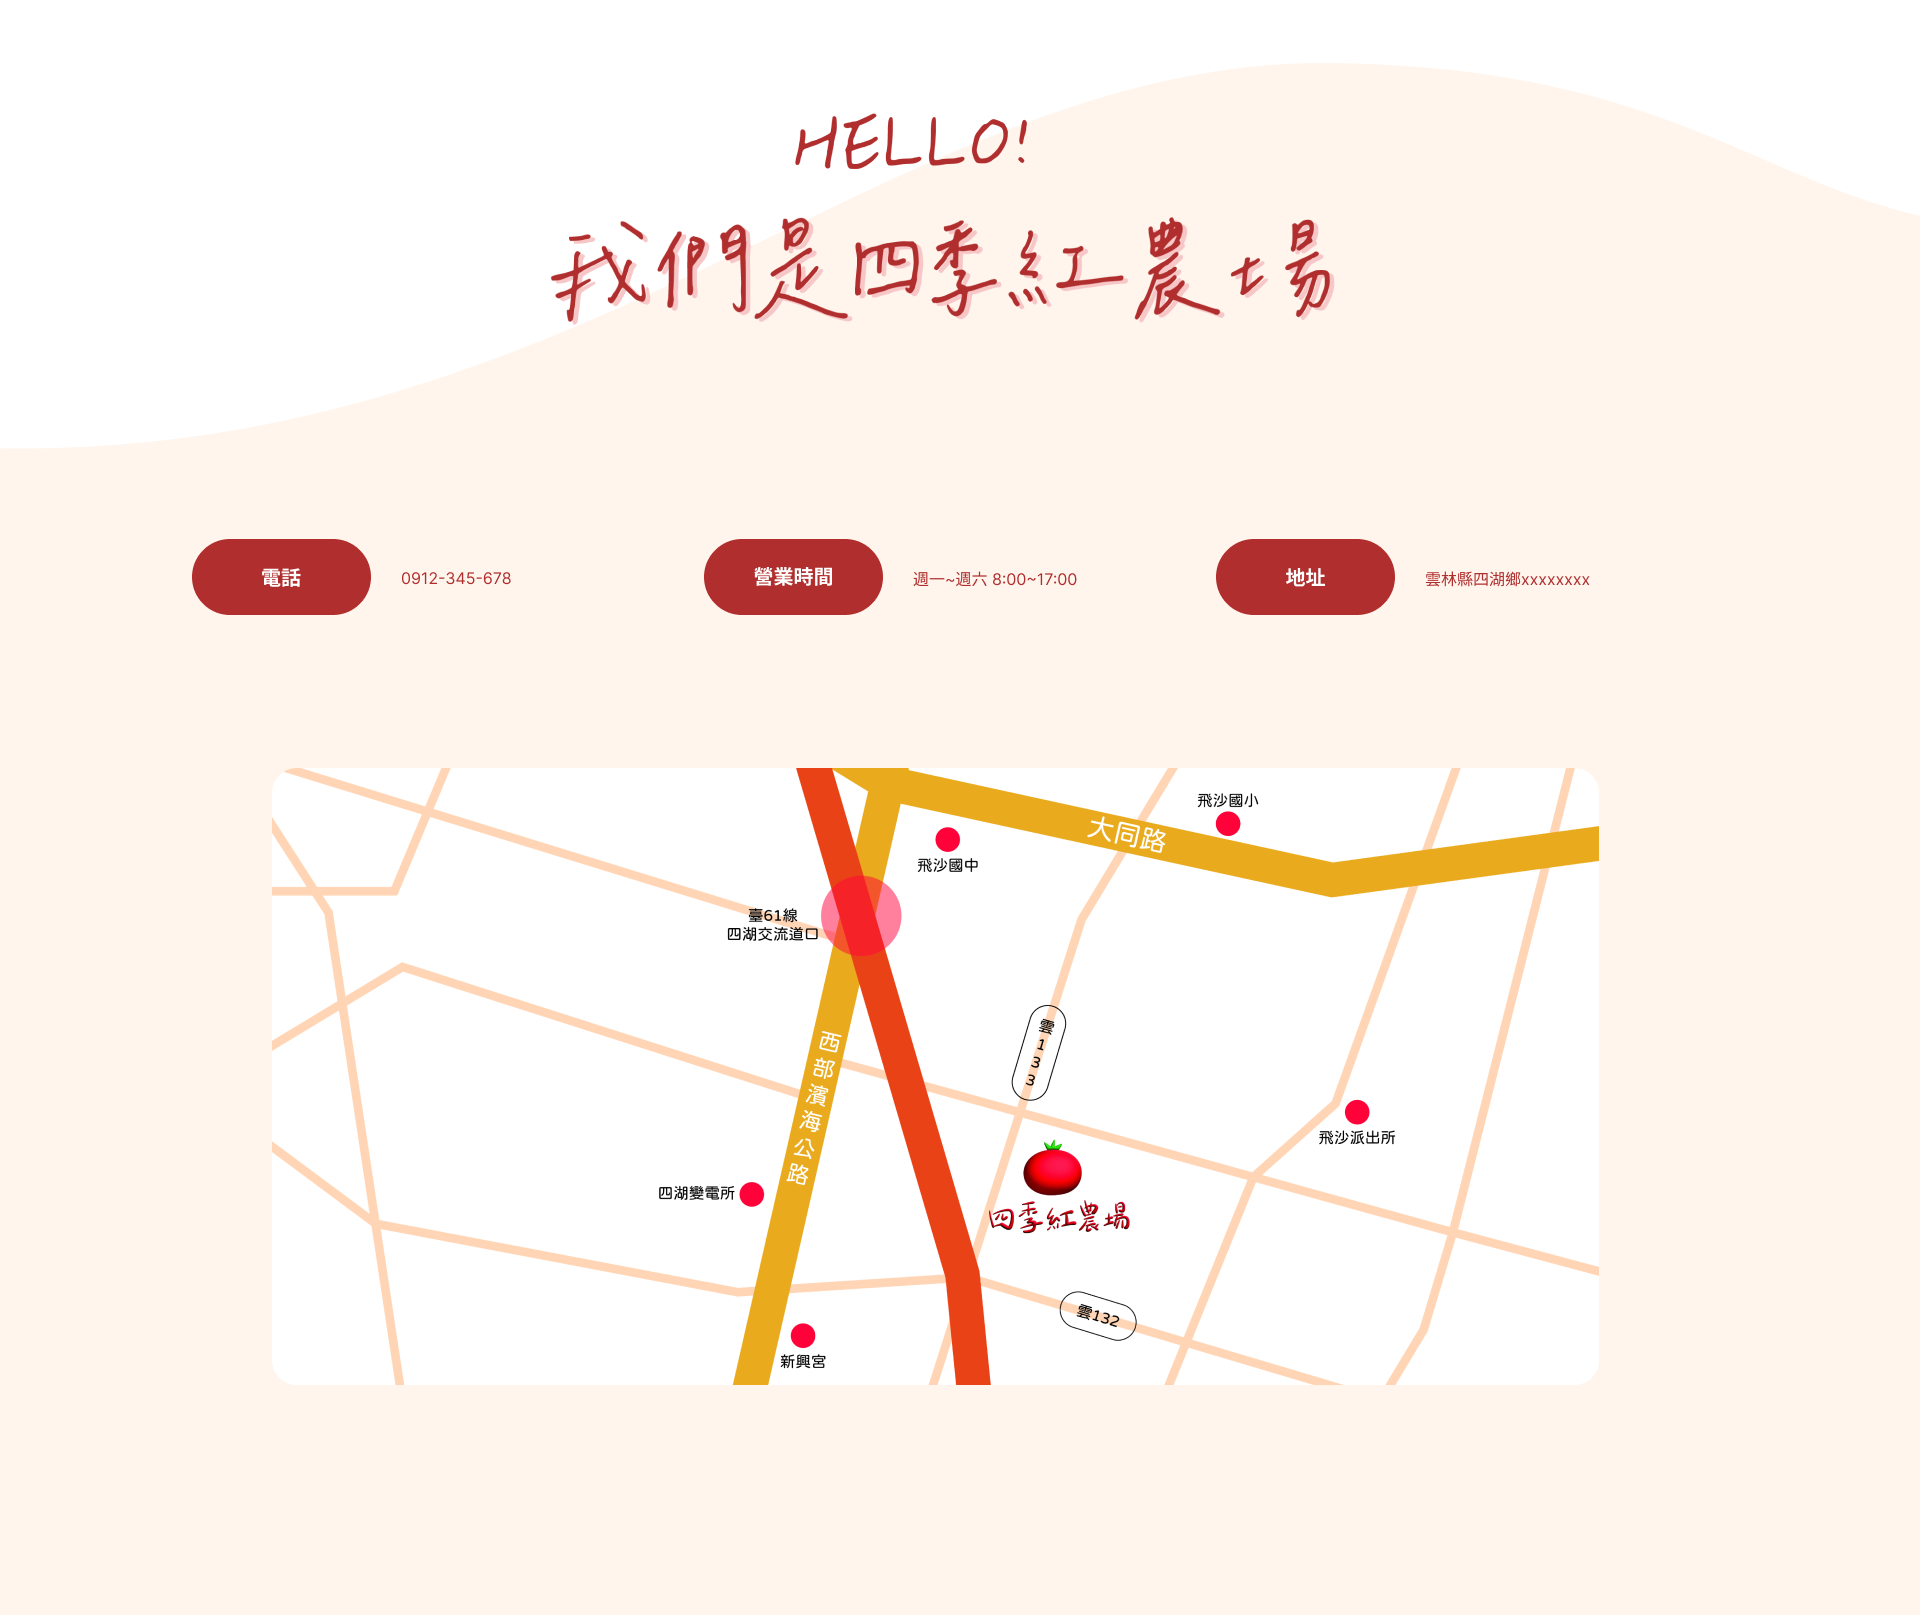 HELLO!
我們是四季紅農場
電話
0912-345-678
營業時間
週一~週六 8:00~17:00
地址
雲林縣四湖鄉xxxxxxxx
飛沙國小
大同路
飛沙國中
臺61線
四湖交流道口
雲133
西部濱海公路
飛沙派出所
四湖變電所
四季紅農場
雲132
新興宮